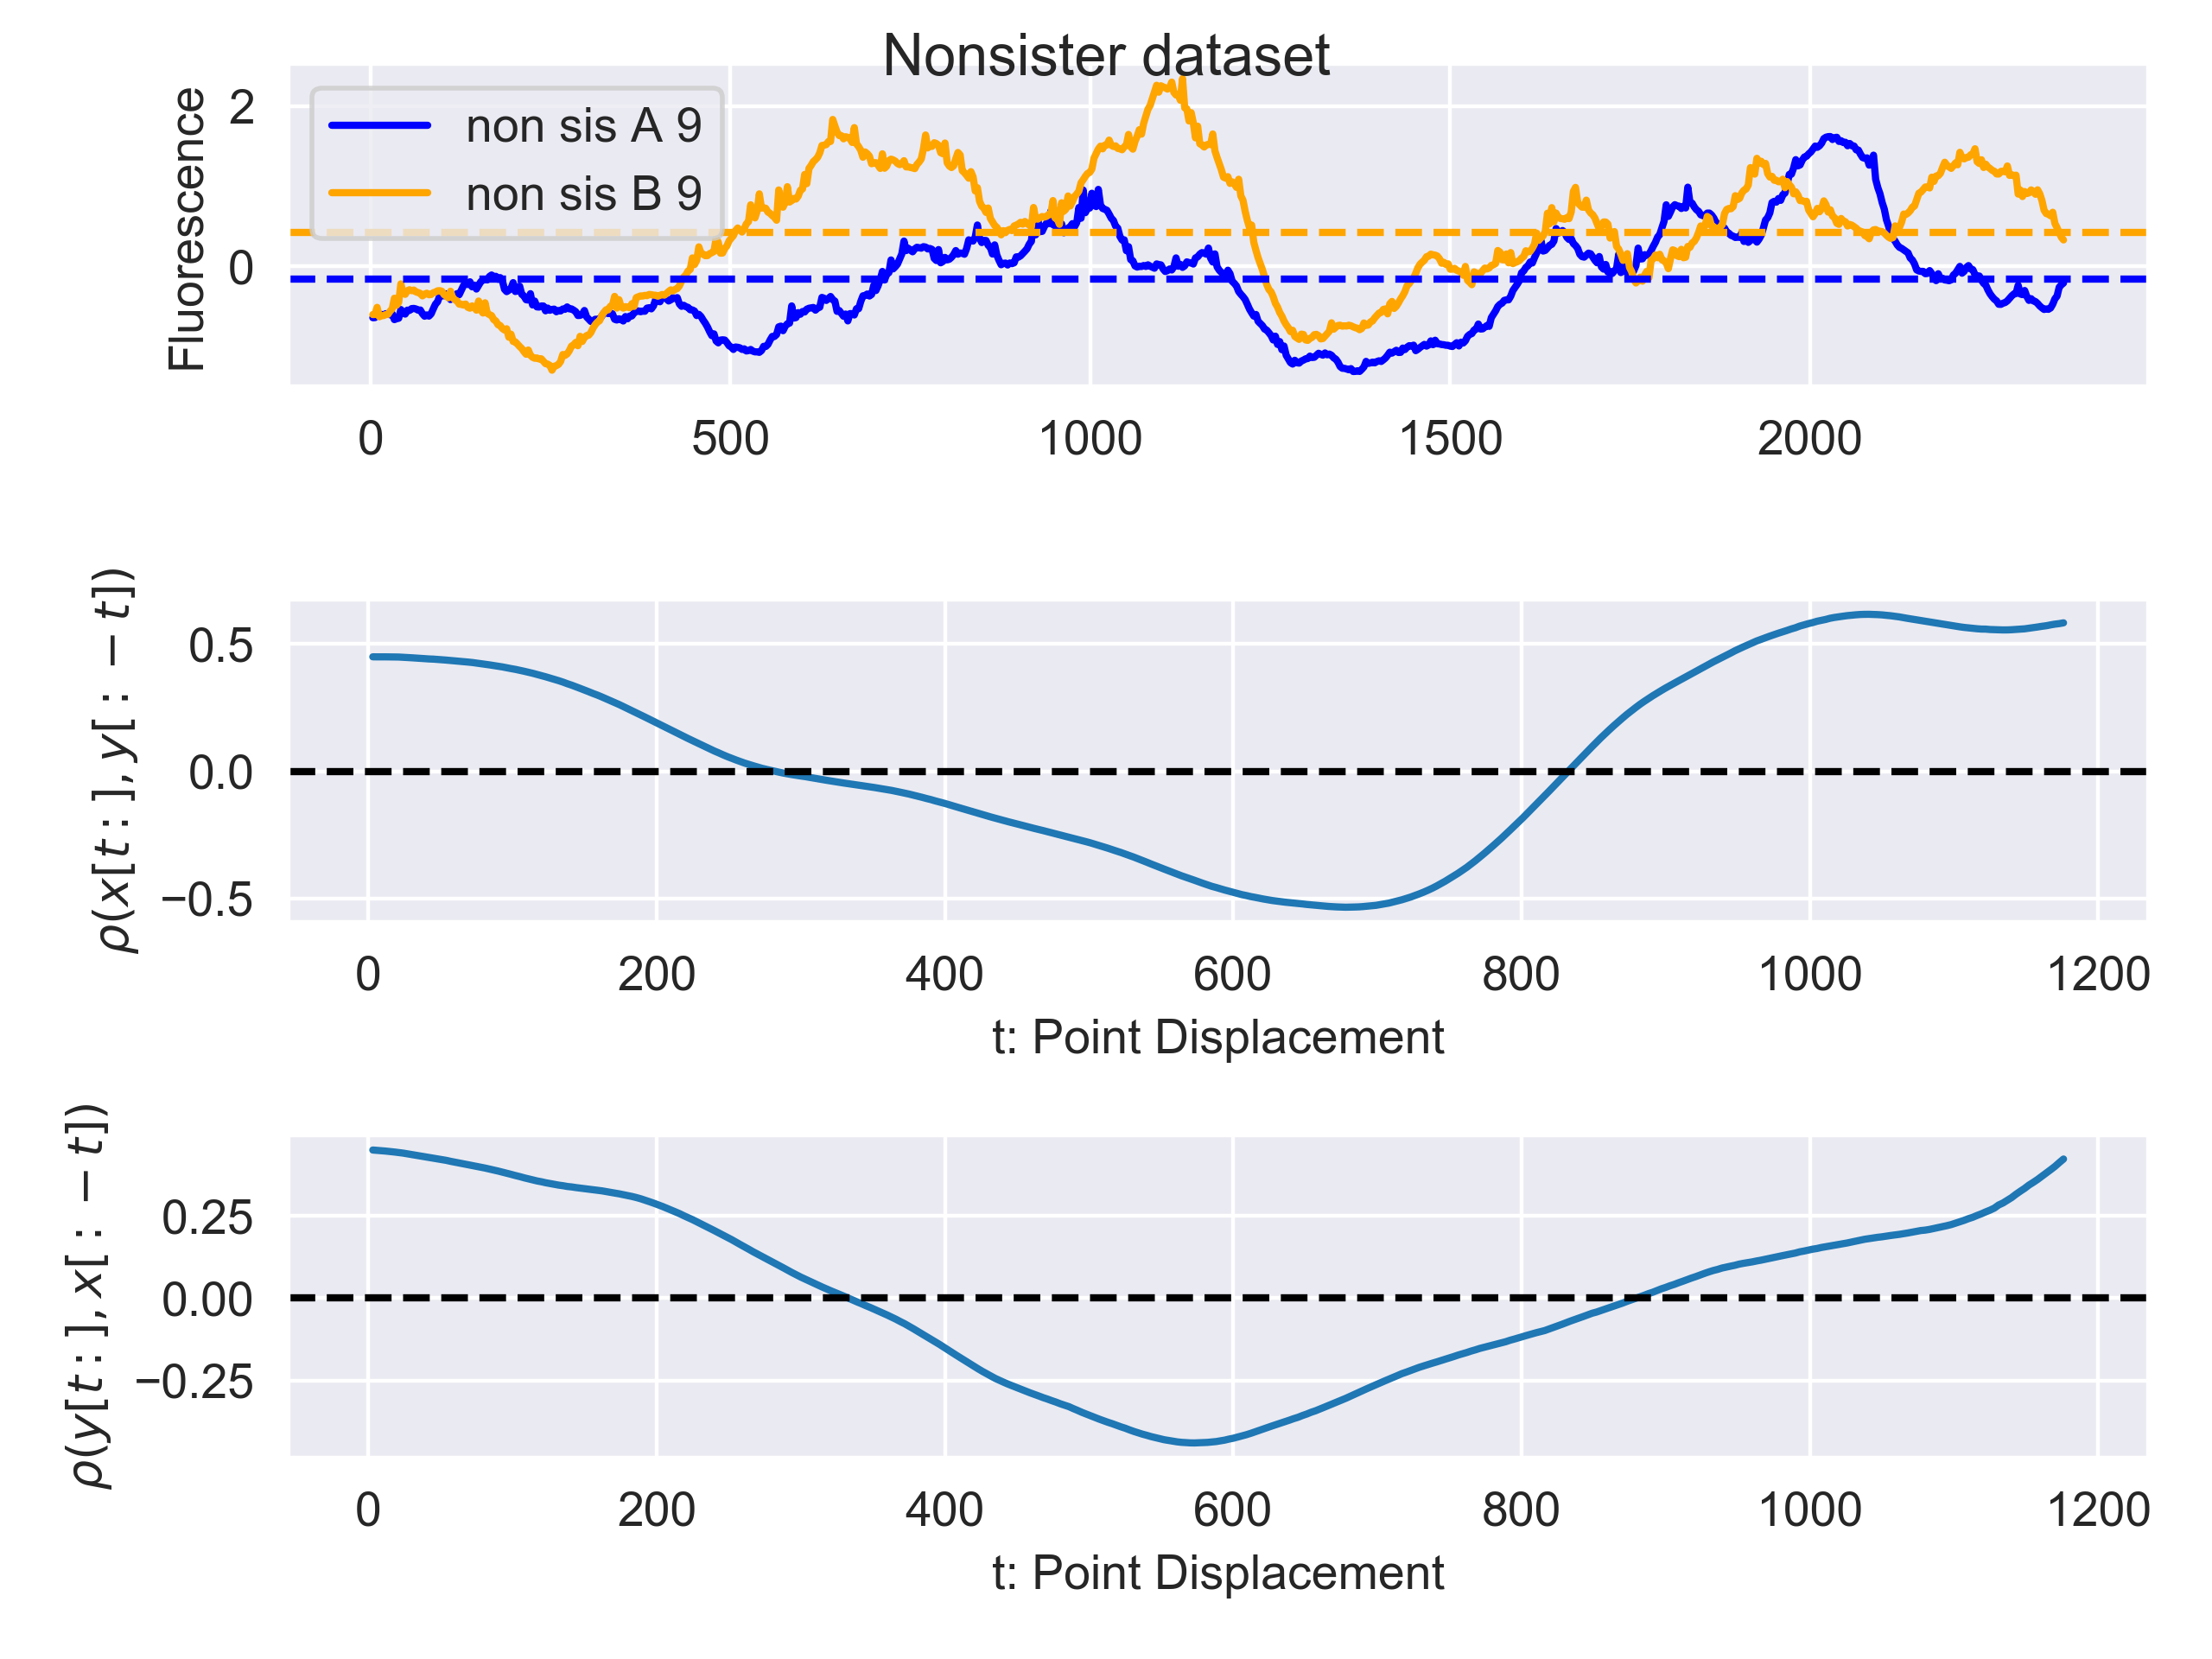 Nonsister dataset
Fluorescence
2
0
non sis A 9
non sis B 9
0 500 1000 1500 2000
ρ(x[t:], y[: − t])
0.5
0.0
−0.5
0 200 400 600 800 1000 1200
t: Point Displacement
ρ(y[t:], x[: − t])
0.25
0.00
−0.25
0 200 400 600 800 1000 1200
t: Point Displacement